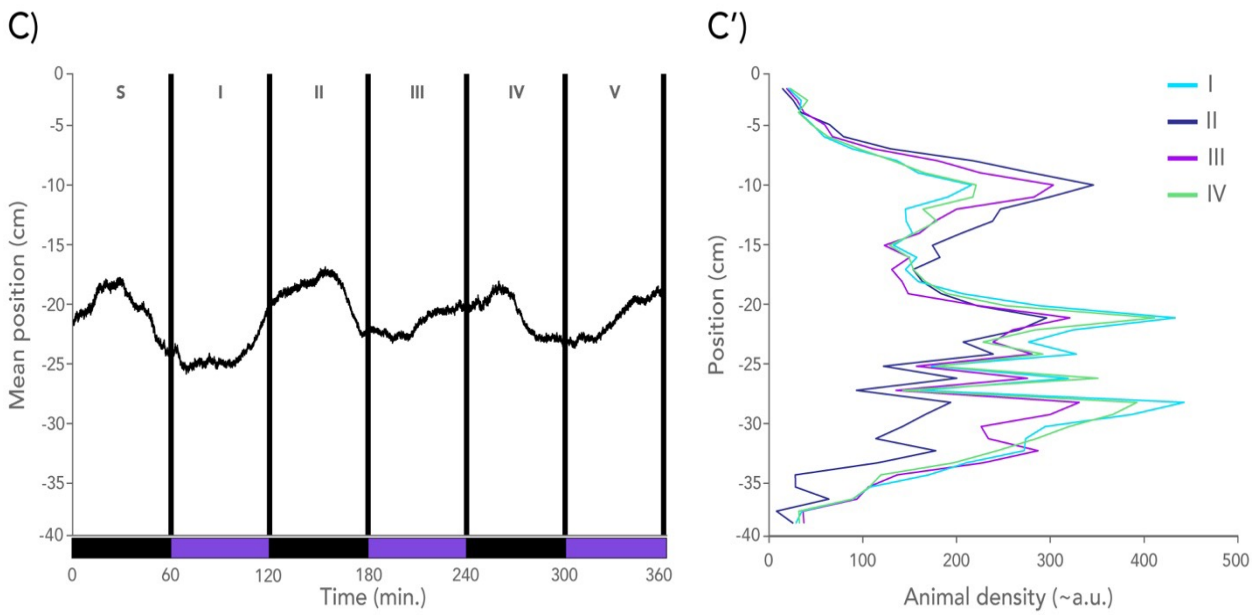 C)
C')
S
I
II
III
IV
V
0
-5
-10
-15
-20
-25
-30
-35
-40
Mean position (cm)
0
60
120
180
240
300
360
Time (min.)
I
II
III
IV
0
-5
-10
-15
-20
-25
-30
-35
-40
Position (cm)
0
100
200
300
400
500
Animal density (~a.u.)